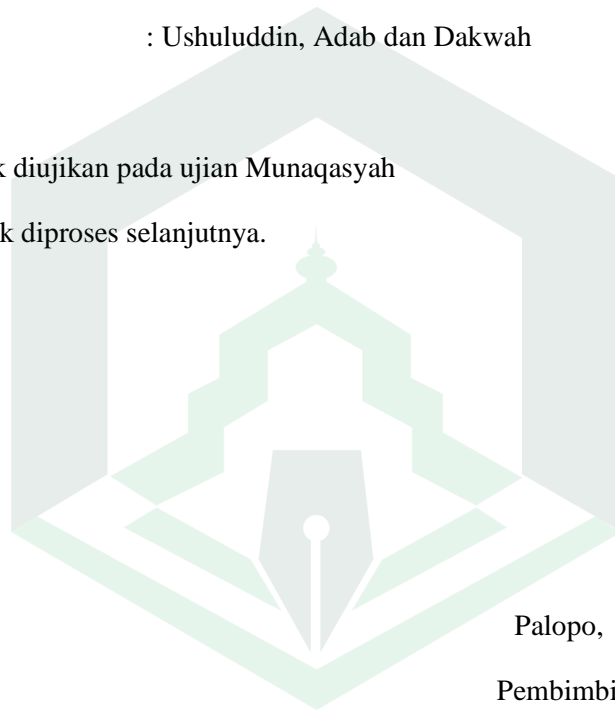 : Ushuluddin, Adab dan Dakwah
k diujikan pada ujian Munaqasyah
k diproses selanjutnya.
Palopo,
Pembimbi